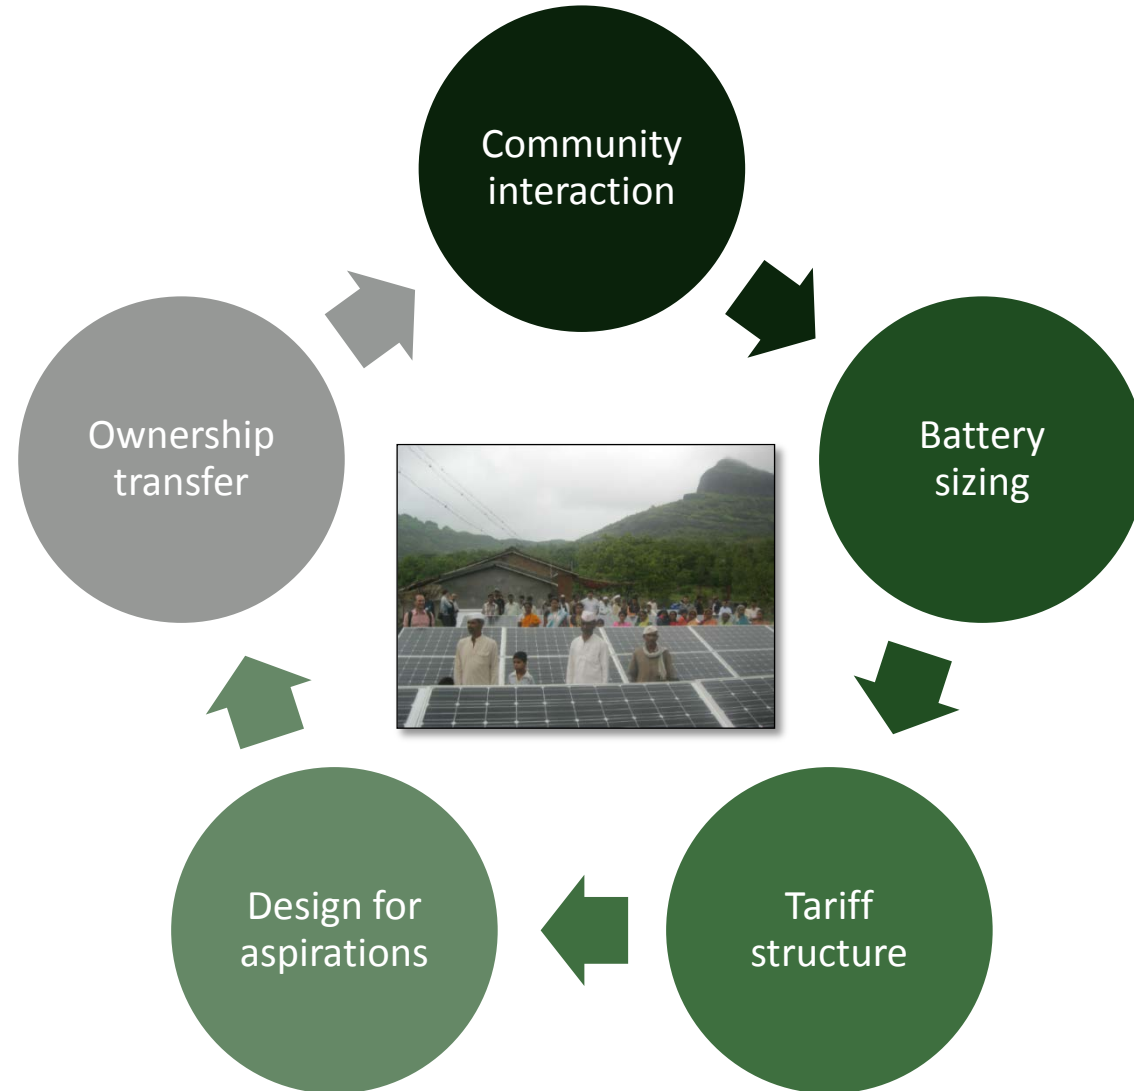 Community
interaction
Battery
sizing
Tariff
structure
Design for
aspirations
Ownership
transfer